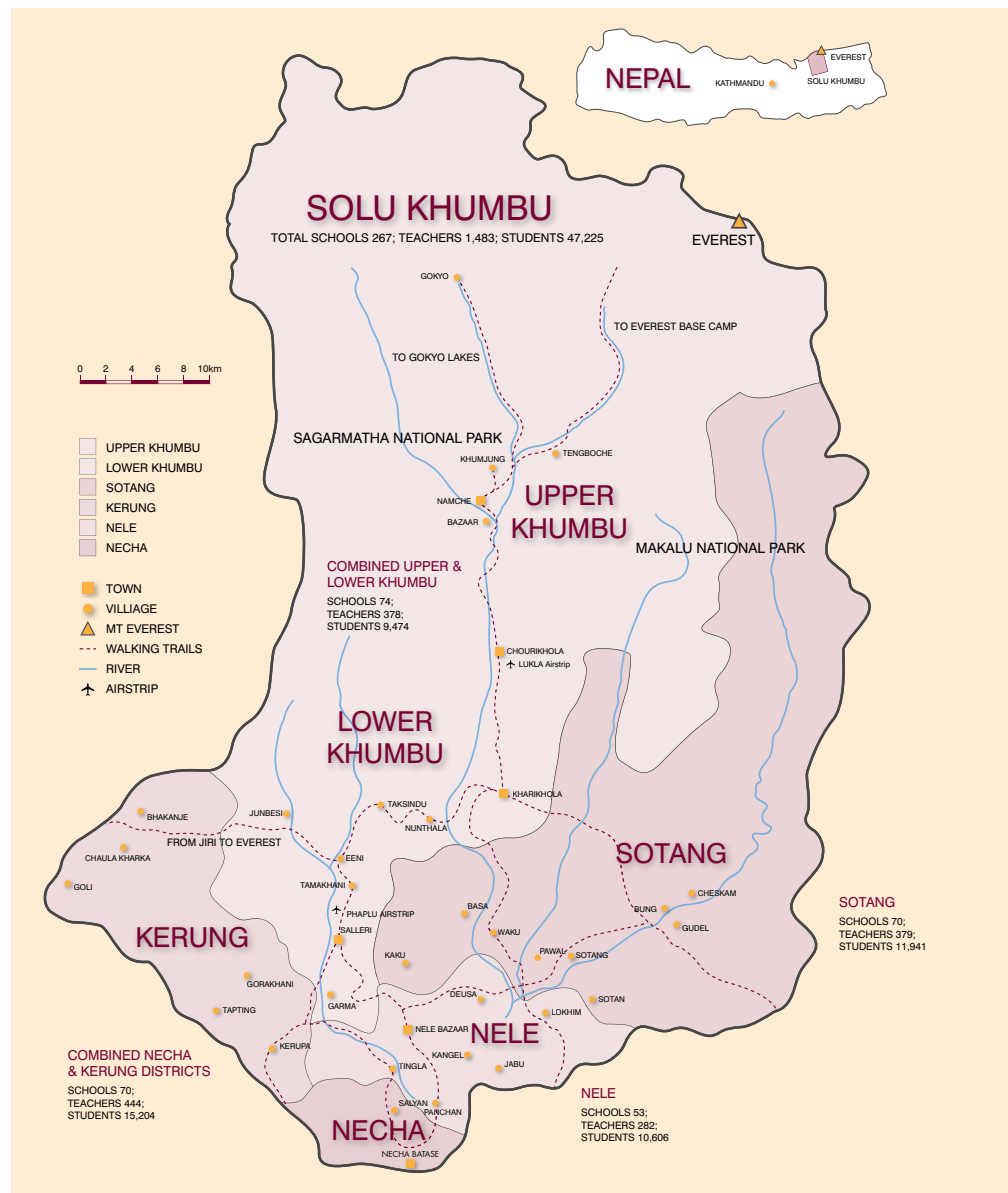 NEPAL
EVEREST
KATHMANDU
SOLU KHUMBU
SOLU KHUMBU
TOTAL SCHOOLS 267; TEACHERS 1,483; STUDENTS 47,225
EVEREST
GOKYO
TO EVEREST BASE CAMP
TO GOKYO LAKES
0 2 4 6 8 10km
SAGARMATHA NATIONAL PARK
UPPER KHUMBU
LOWER KHUMBU
SOTANG
KERUNG
NELE
NECHA
TENGBOCHE
KHUMJUNG
NAMCHE
BAZAAR
UPPER
KHUMBU
MAKALU NATIONAL PARK
COMBINED UPPER &
LOWER KHUMBU
SCHOOLS 74;
TEACHERS 378;
STUDENTS 9,474
TOWN
VILLIAGE
MT EVEREST
WALKING TRAILS
RIVER
AIRSTRIP
CHOURIKHOLA
LUKLA Airstrip
LOWER
KHUMBU
KHARIKHOLA
TAKSINDU
NUNTHALA
JUNBESI
BHAKANJE
FROM JIRI TO EVEREST
CHAULA KHARKA
GOLI
EENI
TAMAKHANI
PHAPLU AIRSTRIP
SALLERI
KERUNG
SOTANG
CHESKAM
BUNG
GUDEL
BASA
WAKU
PAWAL
SOTANG
KAKU
SOTANG
SCHOOLS 70;
TEACHERS 379;
STUDENTS 11,941
GORAKHANI
TAPTING
GARMA
DEUSA
SOTAN
LOKHIM
NELE BAZAAR
NELE
KERUPA
KANGEL
JABU
TINGLA
COMBINED NECHA
& KERUNG DISTRICTS
SCHOOLS 70;
TEACHERS 444;
STUDENTS 15,204
SALYAN
PANCHAN
NECHA
NECHA BATASE
NELE
SCHOOLS 53;
TEACHERS 282;
STUDENTS 10,606